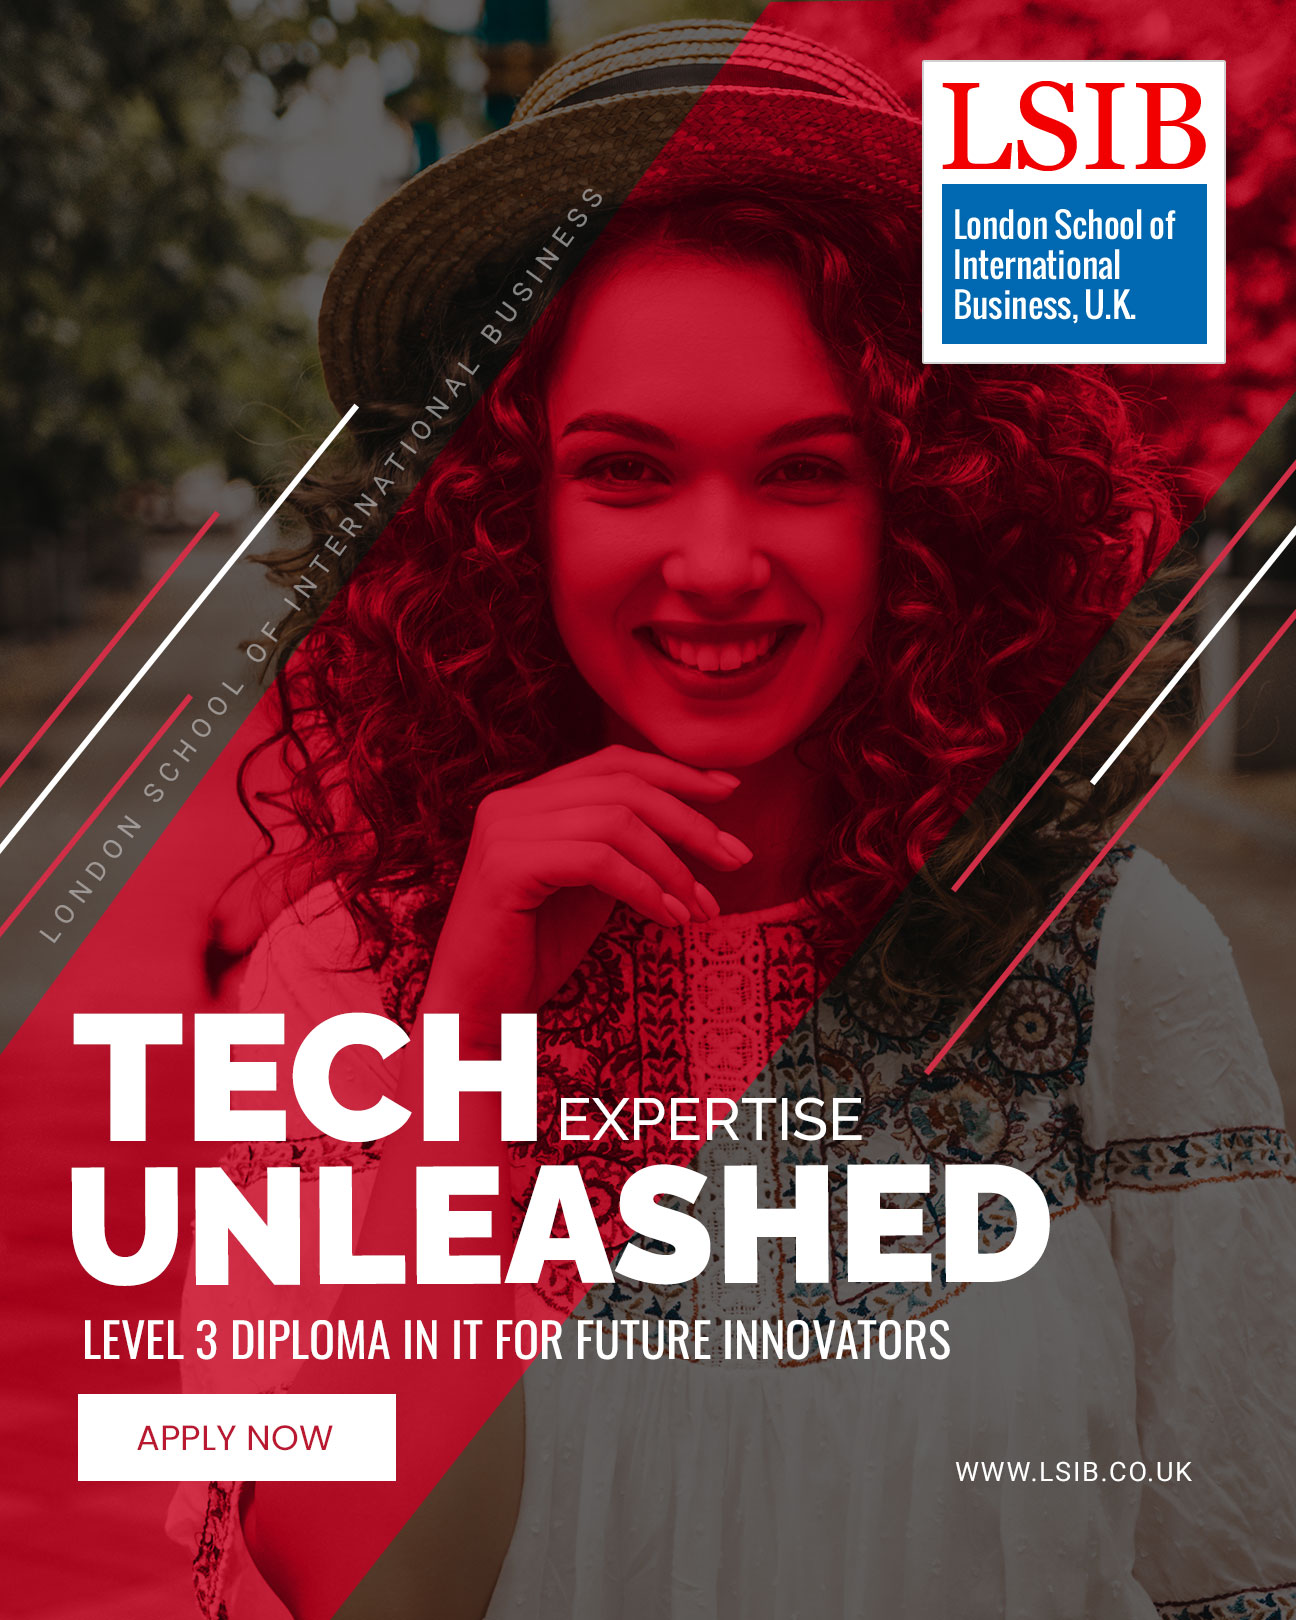 LSIB
London School of
International
Business, U.K.
LONDON SCHOOL OF INTERNATIONAL BUSINESS
TECH EXPERTISE
UNLEASHED
LEVEL 3 DIPLOMA IN IT FOR FUTURE INNOVATORS
APPLY NOW
WWW.LSIB.CO.UK